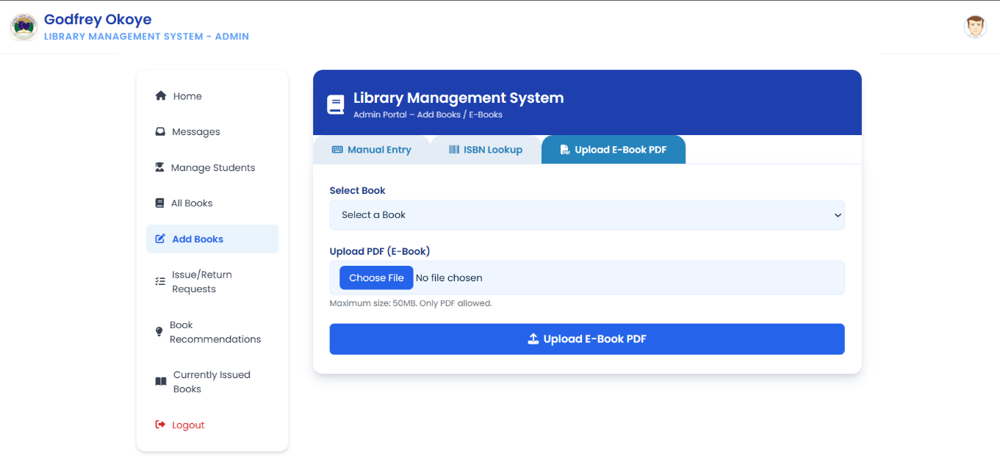 Godfrey Okoye
LIBRARY MANAGEMENT SYSTEM - ADMIN
Home
Messages
Manage Students
All Books
Add Books
Issue/Return
Requests
Book
Recommendations
Currently Issued
Books
Logout
Library Management System
Admin Portal – Add Books / E-Books
Manual Entry
ISBN Lookup
Upload E-Book PDF
Select Book
Select a Book
Upload PDF (E-Book)
Choose File No file chosen
Maximum size: 50MB. Only PDF allowed.
Upload E-Book PDF